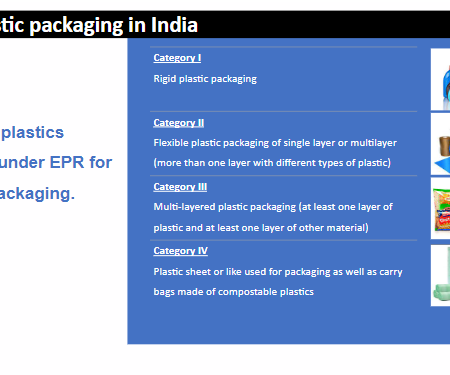 stic packaging in India
plastics
under EPR for
ackaging.
Category I
Rigid plastic packaging
Category II
Flexible plastic packaging of single layer or multilayer
(more than one layer with different types of plastic)
Category III
Multi-layered plastic packaging (at least one layer of
plastic and at least one layer of other material)
Category IV
Plastic sheet or like used for packaging as well as carry
bags made of compostable plastics